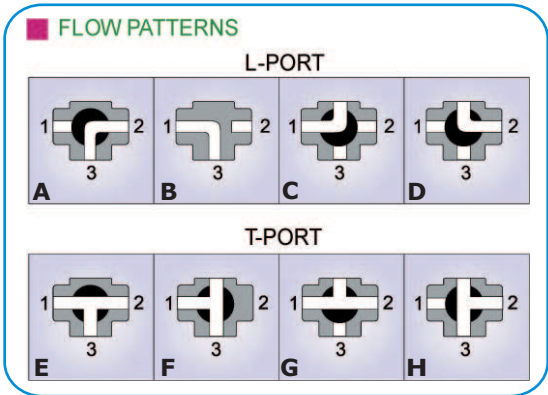 FLOW PATTERNS
L-PORT
1 2 1 2 1 2 1 2
3 3 3 3
A B C D
T-PORT
1 2 1 2 1 2 1 2
3 3 3 3
E F G H